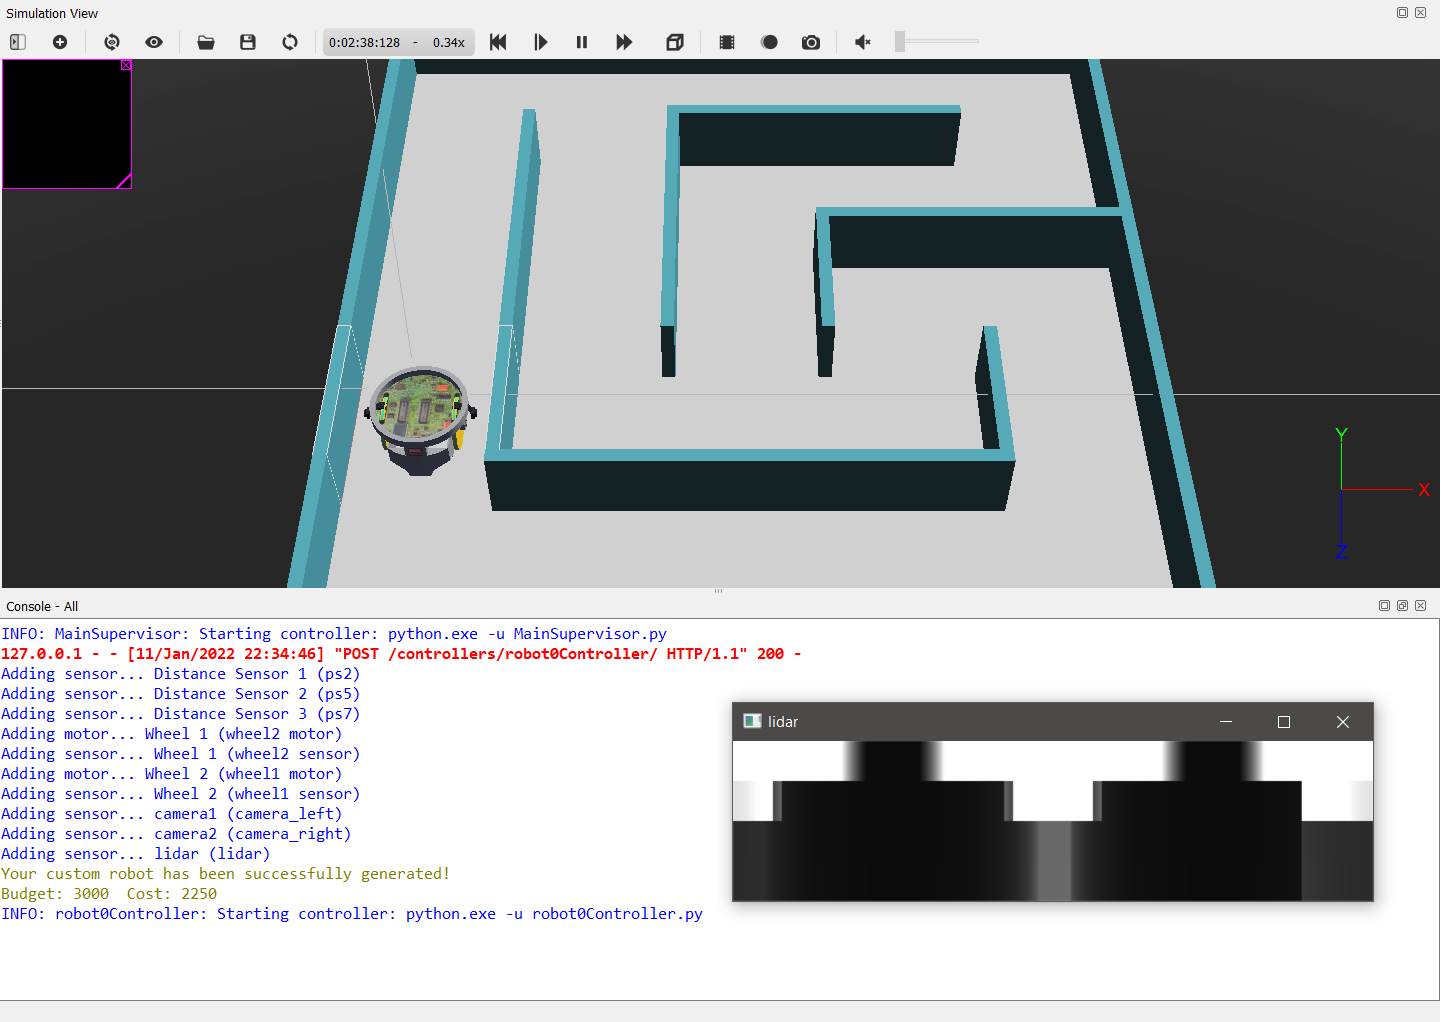 Simulation View
0:02:38:128 - 0.34x
Y
X
Z
Console - All
INFO: MainSupervisor: Starting controller: python.exe -u MainSupervisor.py
127.0.0.1 - - [11/Jan/2022 22:34:46] "POST /controllers/robot0Controller/ HTTP/1.1" 200 -
Adding sensor... Distance Sensor 1 (ps2)
Adding sensor... Distance Sensor 2 (ps5)
Adding sensor... Distance Sensor 3 (ps7)
Adding motor... Wheel 1 (wheel2 motor)
Adding sensor... Wheel 1 (wheel2 sensor)
Adding motor... Wheel 2 (wheel1 motor)
Adding sensor... Wheel 2 (wheel1 sensor)
Adding sensor... camera1 (camera_left)
Adding sensor... camera2 (camera_right)
Adding sensor... lidar (lidar)
Your custom robot has been successfully generated!
Budget: 3000  Cost: 2250
INFO: robot0Controller: Starting controller: python.exe -u robot0Controller.py
lidar